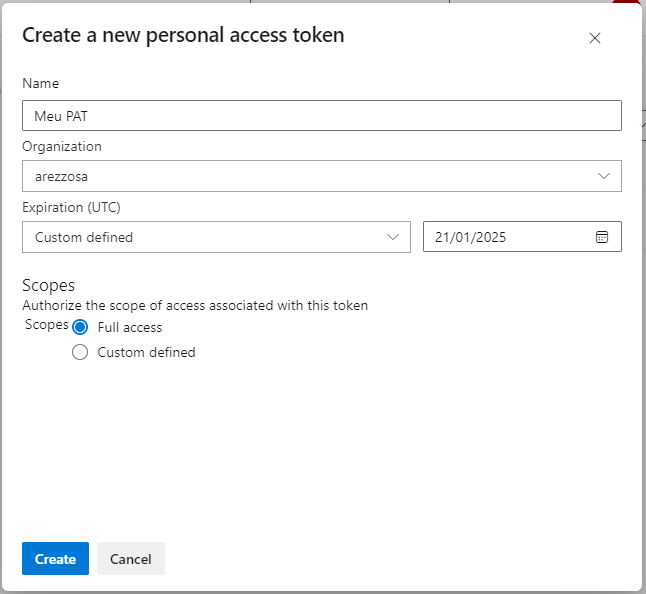 Create a new personal access token
Name
Meu PAT
Organization
arezzosa
Expiration (UTC)
Custom defined
21/01/2025
Scopes
Authorize the scope of access associated with this token
Scopes
Full access
Custom defined
Create
Cancel